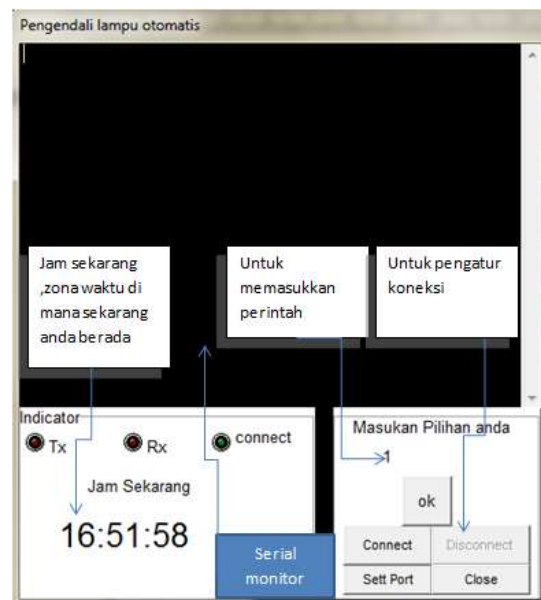 Pengendali lampu otomatis
Jam sekarang
,zona waktu di
mana sekarang
anda berada
Untuk
memasukkan
perintah
Untuk pengatur
koneksi
Indicator
Tx
Rx
connect
Jam Sekarang
16:51:58
Serial
monitor
Masukan Pilihan anda
1
ok
Connect
Disconnect
Sett Port
Close